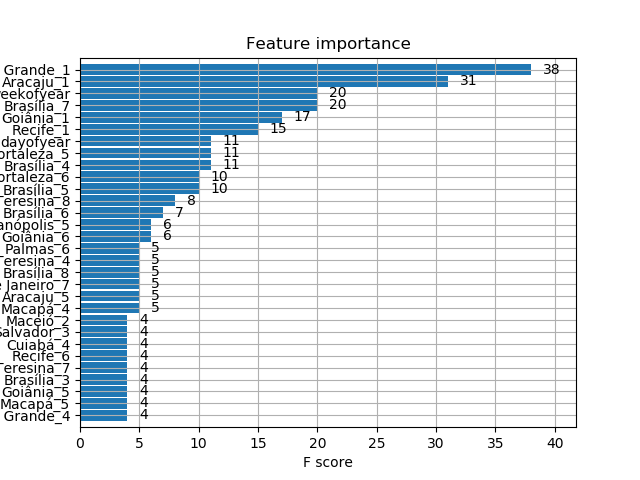 Feature importance
Grande_1 38
Aracaju_1 31
eekofyear 20
Brasília_7 20
Goiânia_1 17
Recife_1 15
dayofyear 11
ortaleza_5 11
Brasília_4 11
ortaleza_6 10
Brasília_5 10
eresina_8 8
Brasília_6 7
anópolis_5 6
Goiânia_6 6
Palmas_6 5
eresina_4 5
Brasília_8 5
e Janeiro_7 5
Aracaju_5 5
Macapá_4 5
Maceió_2 4
Salvador_3 4
Cuiabá_4 4
Recife_6 4
eresina_7 4
Brasília_3 4
Goiânia_5 4
Macapá_5 4
Grande_4 4
0 5 10 15 20 25 30 35 40
F score